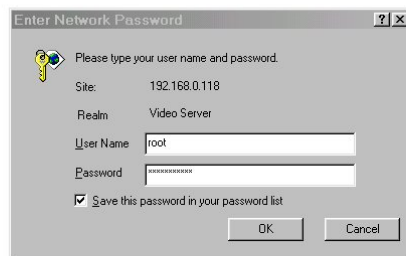 Enter Network Password
Please type your user name and password.
Site: 192.168.0.118
Realm Video Server
User Name root
Password ***********
Save this password in your password list
OK Cancel